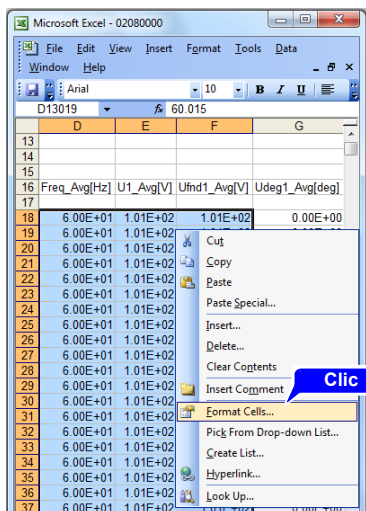 Microsoft Excel - 02080000
File Edit View Insert Format Tools Data
Window Help
Arial 10 B I U
D13019 fx 60.015
D E F G
13
14
15
16 Freq_Avg[Hz] U1_Avg[V] Ufnd1_Avg[V] Udeg1_Avg[deg]
17
18 6.00E+01 1.01E+02 1.01E+02 0.00E+00
19 6.00E+01 1.01E+02
20 6.00E+01 1.01E+02
21 6.00E+01 1.01E+02
22 6.00E+01 1.01E+02
23 6.00E+01 1.01E+02
24 6.00E+01 1.01E+02
25 6.00E+01 1.01E+02
26 6.00E+01 1.01E+02
27 6.00E+01 1.01E+02
28 6.00E+01 1.01E+02
29 6.00E+01 1.01E+02
30 6.00E+01 1.01E+02
31 6.00E+01 1.01E+02
32 6.00E+01 1.01E+02
33 6.00E+01 1.01E+02
34 6.00E+01 1.01E+02
35 6.00E+01 1.01E+02
36 6.00E+01 1.01E+02
37 6.00E+01 1.01E+02 1.01E+02 0.00E+00
Cut
Copy
Paste
Paste Special...
Insert...
Delete...
Clear Contents
Insert Comment
Format Cells...
Pick From Drop-down List...
Create List...
Hyperlink...
Look Up...
Clic